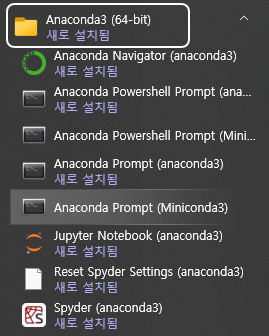 Anaconda3 (64-bit)
새로 설치됨
Anaconda Navigator (anaconda3)
새로 설치됨
Anaconda Powershell Prompt (ana...
새로 설치됨
Anaconda Powershell Prompt (Mini...
Anaconda Prompt (anaconda3)
새로 설치됨
Anaconda Prompt (Miniconda3)
Jupyter Notebook (anaconda3)
새로 설치됨
Reset Spyder Settings (anaconda3)
새로 설치됨
Spyder (anaconda3)
새로 설치됨